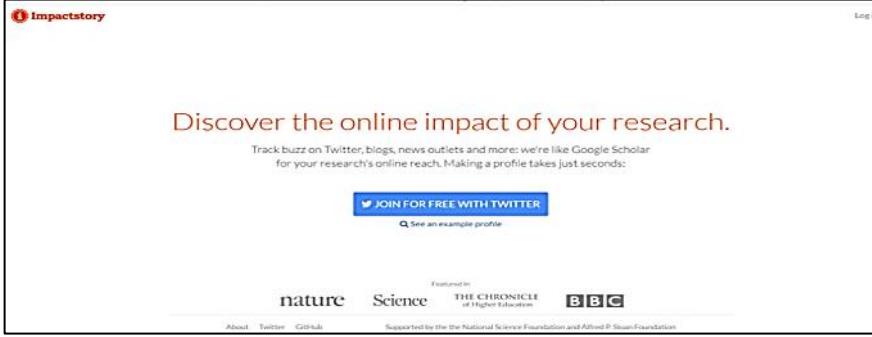 Impactstory
Log
Discover the online impact of your research.
Track buzz on Twitter, blogs, news outlets and more: we're like Google Scholar
for your research's online reach. Making a profile takes just seconds:
JOIN FOR FREE WITH TWITTER
See an example profile
Featured in
nature Science THE CHRONICLE of Higher Education BBC
About Twitter GitHub Supported by the the National Science Foundation and Alfred P. Sloan Foundation